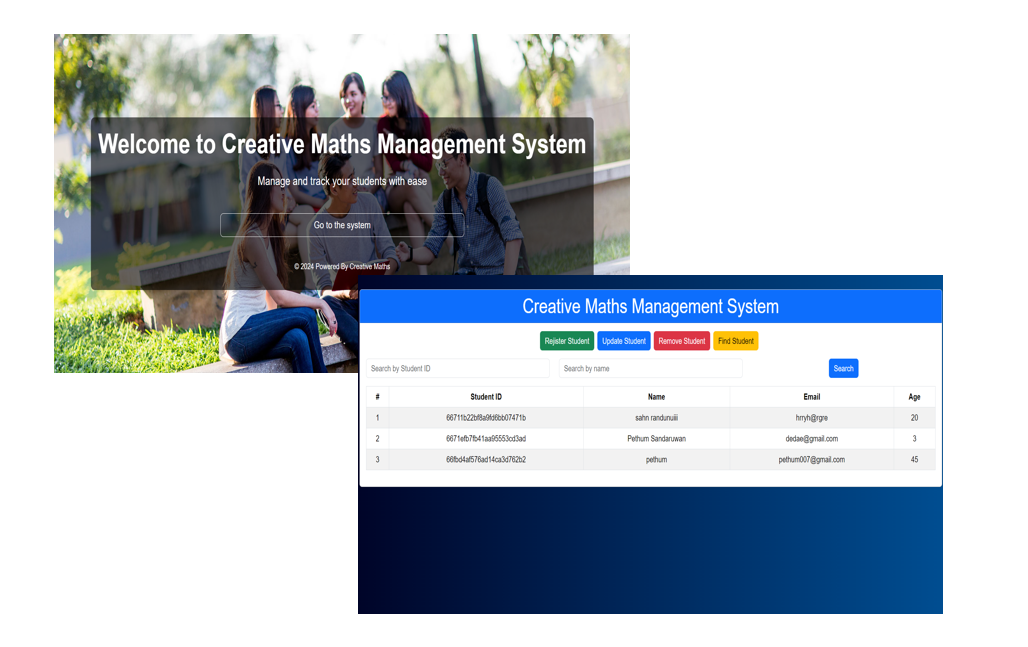 Welcome to Creative Maths Management System
Manage and track your students with ease
Go to the system
© 2024 Powered By Creative Maths
Creative Maths Management System
Rejister Student Update Student Remove Student Find Student
Search by Student ID Search by name Search
# Student ID Name Email Age
1 66711b22bf8a9fd6bb07471b sahn randunuiii hrryh@rgre 20
2 6671efb7fb41aa95553cd3ad Pethum Sandaruwan dedae@gmail.com 3
3 66fbd4af576ad14ca3d762b2 pethum pethum007@gmail.com 45